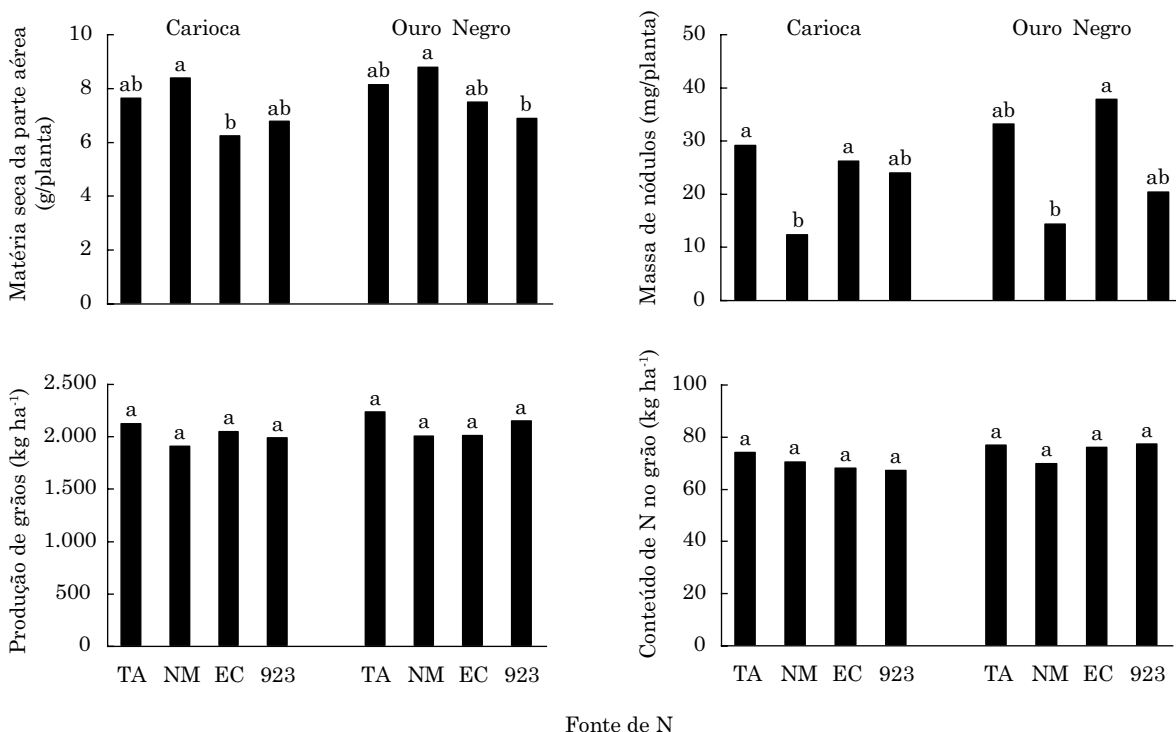 Carioca
Ouro Negro
Matéria seca da parte aérea
(g/planta)
10
8
6
4
2
0
ab
a
b
ab
ab
a
ab
b
Carioca
Ouro Negro
Massa de nódulos (mg/planta)
50
40
30
20
10
0
a
b
a
ab
ab
b
a
ab
Produção de grãos (kg ha-1)
2.500
2.000
1.500
1.000
500
0
a
a
a
a
a
a
a
a
TA NM EC 923 TA NM EC 923
Conteúdo de N no grão (kg ha-1)
100
80
60
40
20
0
a
a
a
a
a
a
a
a
TA NM EC 923 TA NM EC 923
Fonte de N